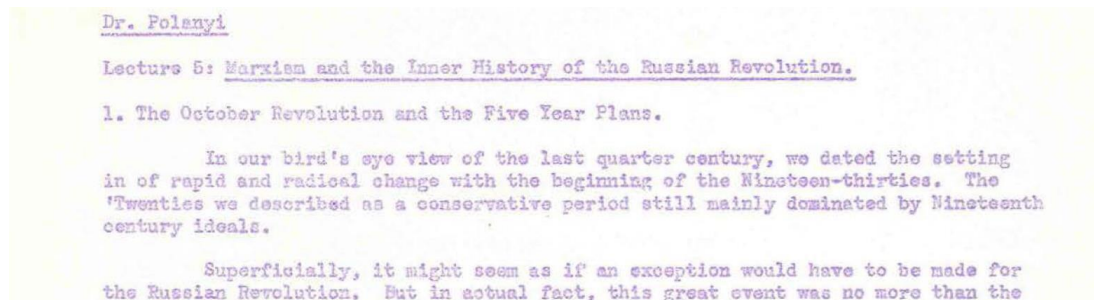 Dr. Polanyi
Lecture 5: Marxism and the Inner History of the Russian Revolution.
1. The October Revolution and the Five Year Plans.
In our bird's eye view of the last quarter century, we dated the setting
in of rapid and radical change with the beginning of the Nineteen-thirties. The
'Twenties we described as a conservative period still mainly dominated by Nineteenth
century ideals.
Superficially, it might seem as if an exception would have to be made for
the Russian Revolution. But in actual fact, this great event was no more than the